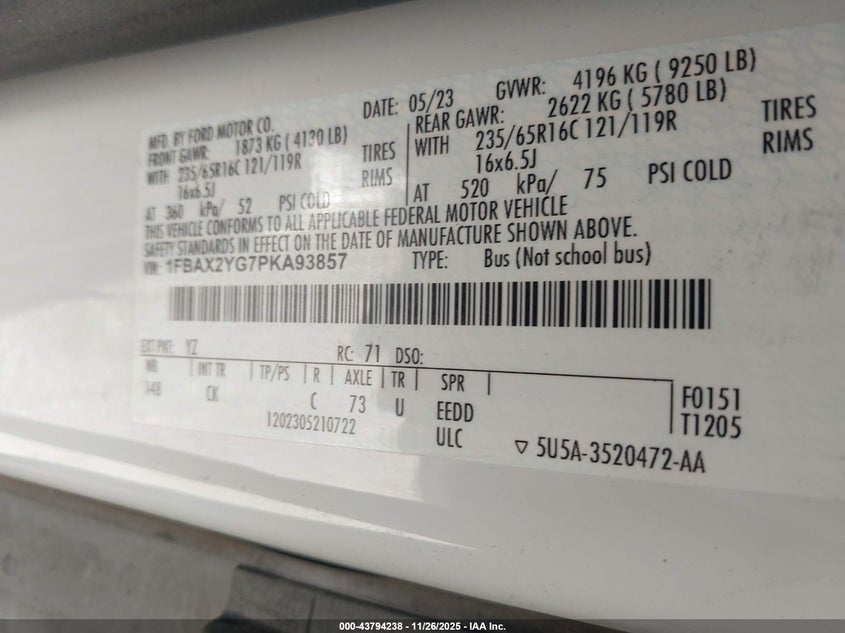 MFD. BY FORD MOTOR CO. DATE: 05/23 GVWR: 4196 KG ( 9250 LB)
FRONT GAWR: 1873 KG ( 4130 LB) REAR GAWR: 2622 KG ( 5780 LB)
WITH 235/65R16C 121/119R TIRES WITH 235/65R16C 121/119R TIRES
16x6.5J RIMS 16x6.5J RIMS
AT 360 kPa/ 52 PSI COLD AT 520 kPa/ 75 PSI COLD
THIS VEHICLE CONFORMS TO ALL APPLICABLE FEDERAL MOTOR VEHICLE
SAFETY STANDARDS IN EFFECT ON THE DATE OF MANUFACTURE SHOWN ABOVE.
VIN: 1FBAX2YG7PKA93857 TYPE: Bus (Not school bus)
EXT PNT: YZ RC: 71 DSO:
WB INT TR TP/PS R AXLE TR SPR
148 CK C 73 U EEDD
1202305210722 ULC
F0151
T1205
▽ 5U5A-3520472-AA
000-43794238 - 11/26/2025 - IAA Inc.